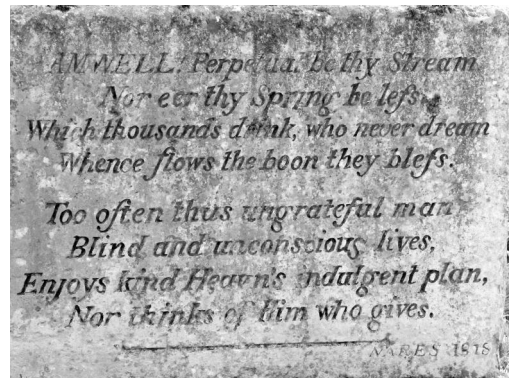 AMWELL! Perpetual be thy Stream
Nor e'er thy Spring be leſs,
Which thousands drink, who never dream
Whence flows the boon they bleſs.
Too often thus ungrateful man
Blind and unconscious lives,
Enjoys kind Heav'n's indulgent plan,
Nor thinks of Him who gives.
NARES 1818